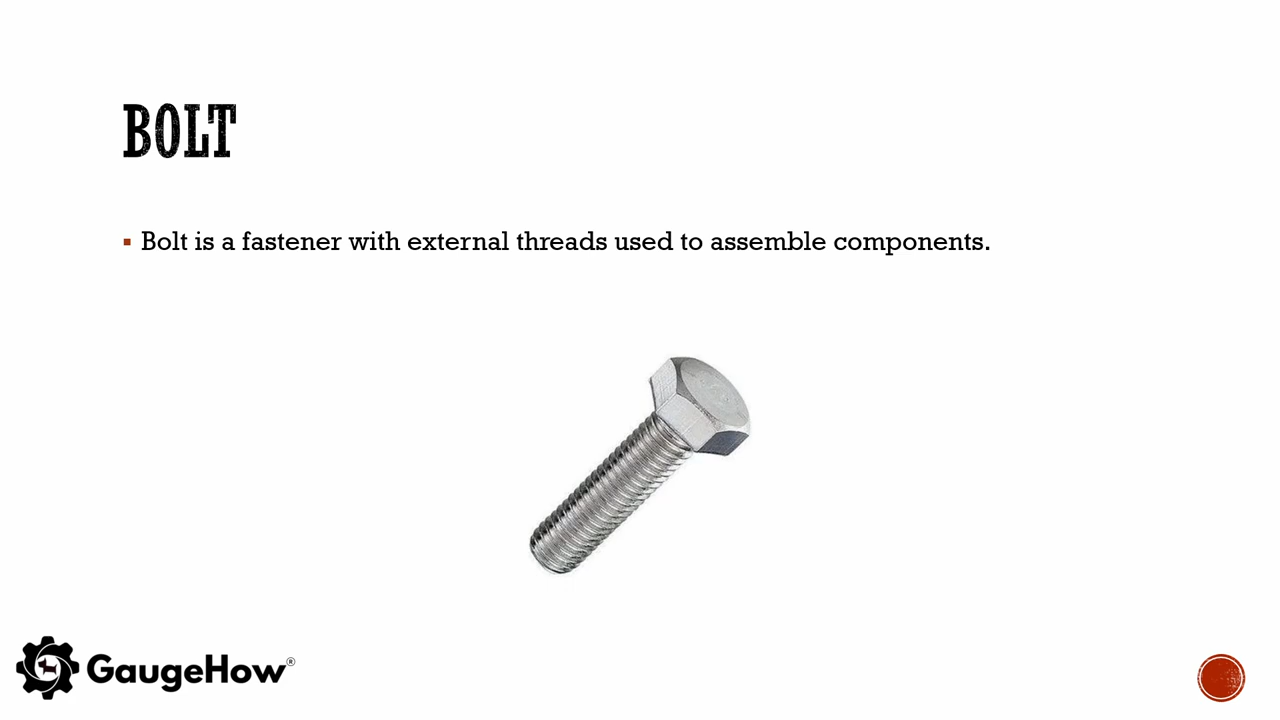 BOLT
Bolt is a fastener with external threads used to assemble components.
GaugeHow®